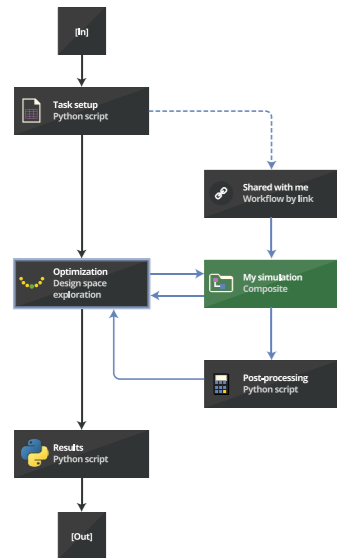 [In]
Task setup
Python script
Shared with me
Workflow by link
Optimization
Design space
exploration
My simulation
Composite
Post-processing
Python script
Results
Python script
[Out]